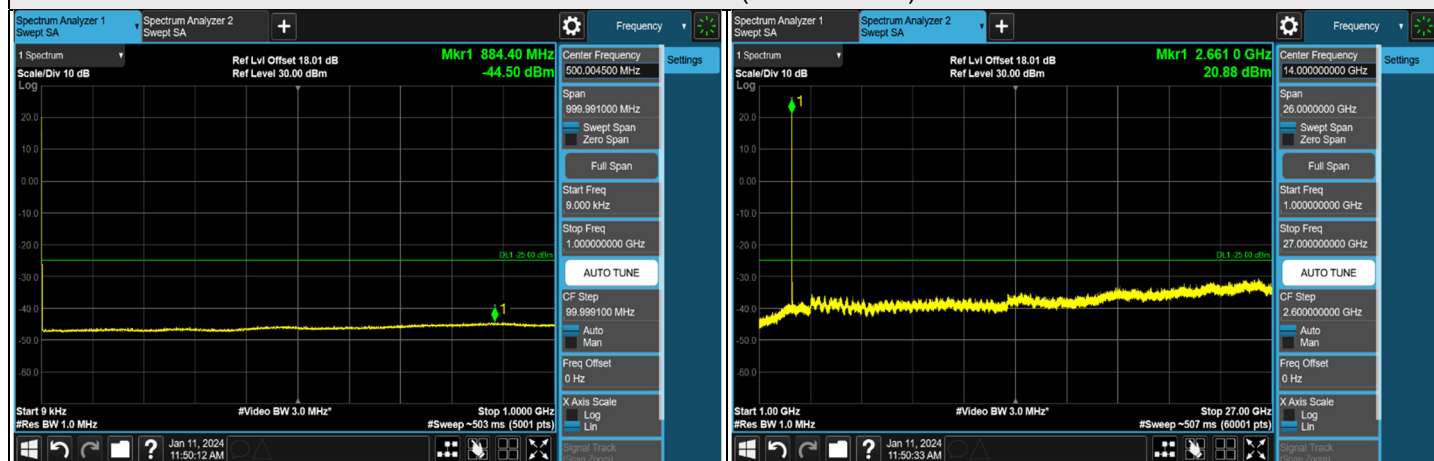 Spectrum Analyzer 1
Swept SA
Spectrum Analyzer 2
Swept SA
+
Frequency
1 Spectrum
Scale/Div 10 dB
Log
Ref Lvl Offset 18.01 dB
Ref Level 30.00 dBm
Mkr1 884.40 MHz
-44.50 dBm
1
20.0
10.0
0.00
-10.0
-20.0
-30.0
-40.0
-50.0
-60.0
DL1 -25.00 dBm
Start 9 kHz
#Res BW 1.0 MHz
#Video BW 3.0 MHz*
Stop 1.0000 GHz
#Sweep ~503 ms (5001 pts)
Center Frequency
500.004500 MHz
Span
999.991000 MHz
Swept Span
Zero Span
Full Span
Start Freq
9.000 kHz
Stop Freq
1.000000000 GHz
AUTO TUNE
CF Step
99.999100 MHz
Auto
Man
Freq Offset
0 Hz
X Axis Scale
Log
Lin
Signal Track
(Span Zoom)
Settings
?
Jan 11, 2024
11:50:12 AM
Spectrum Analyzer 1
Swept SA
Spectrum Analyzer 2
Swept SA
+
Frequency
1 Spectrum
Scale/Div 10 dB
Log
Ref Lvl Offset 18.01 dB
Ref Level 30.00 dBm
Mkr1 2.661 0 GHz
20.88 dBm
1
20.0
10.0
0.00
-10.0
-20.0
-30.0
-40.0
-50.0
-60.0
DL1 -25.00 dBm
Start 1.00 GHz
#Res BW 1.0 MHz
#Video BW 3.0 MHz*
Stop 27.00 GHz
#Sweep ~507 ms (60001 pts)
Center Frequency
14.000000000 GHz
Span
26.0000000 GHz
Swept Span
Zero Span
Full Span
Start Freq
1.000000000 GHz
Stop Freq
27.000000000 GHz
AUTO TUNE
CF Step
2.600000000 GHz
Auto
Man
Freq Offset
0 Hz
X Axis Scale
Log
Lin
Signal Track
(Span Zoom)
Settings
?
Jan 11, 2024
11:50:33 AM